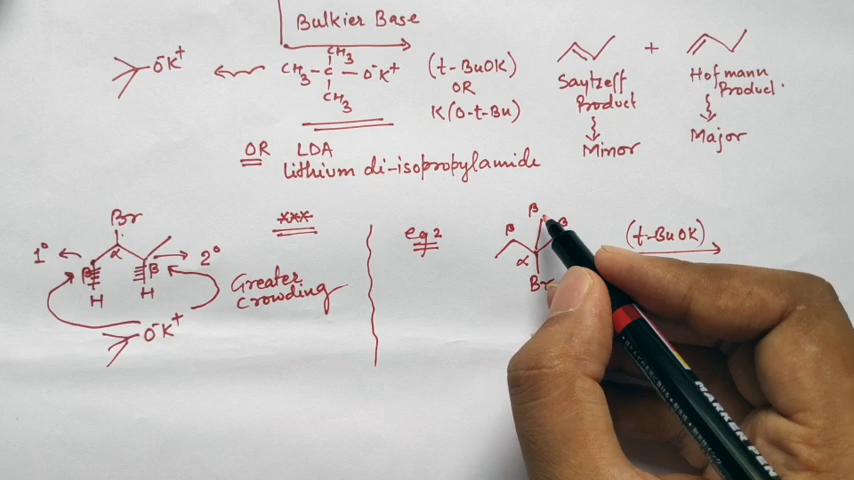 Bulkier Base
CH3
CH3-C-O⁻K⁺
CH3
(t-BuOK)
OR
K(O-t-Bu)
O⁻K⁺
+
Saytzeff
Product
Minor
Hofmann
Product.
Major
OR LDA
Lithium di-isopropylamide
Br
α
1° β β 2°
H H
O⁻K⁺
***
Greater
Crowding
eg 2
β
β β
α
Br
(t-BuOK)
MARKER PEN